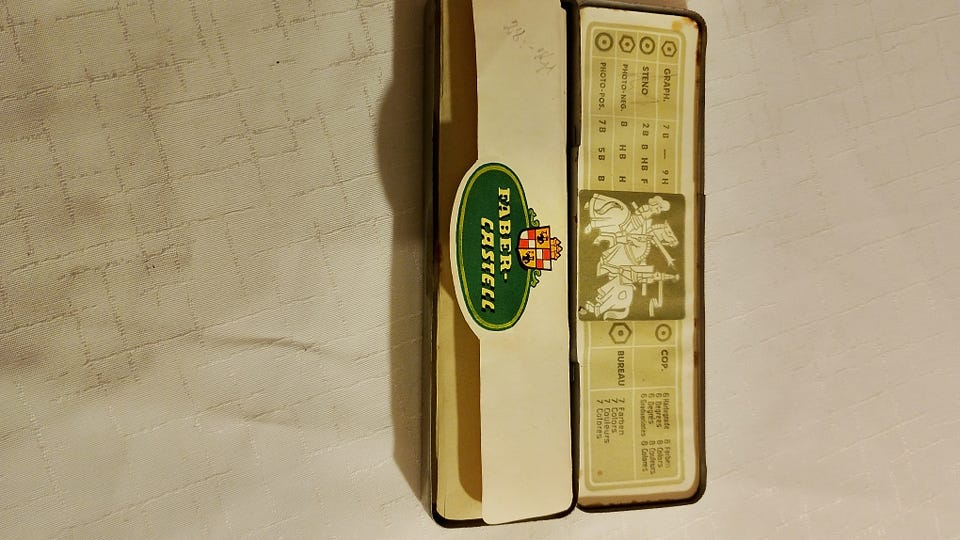 GRAPH. 7B — 9H
STENO 2B B HB F
PHOTO-NEG. B HB H
PHOTO-POS. 7B 5B B
COP. 6 Härtegrade 8 Farben
6 Degrees 8 Colors
6 Degrés 8 Couleurs
6 Graduaciones 8 Colores
BUREAU 7 Farben
7 Colors
7 Couleurs
7 Colores
FABER-
CASTELL